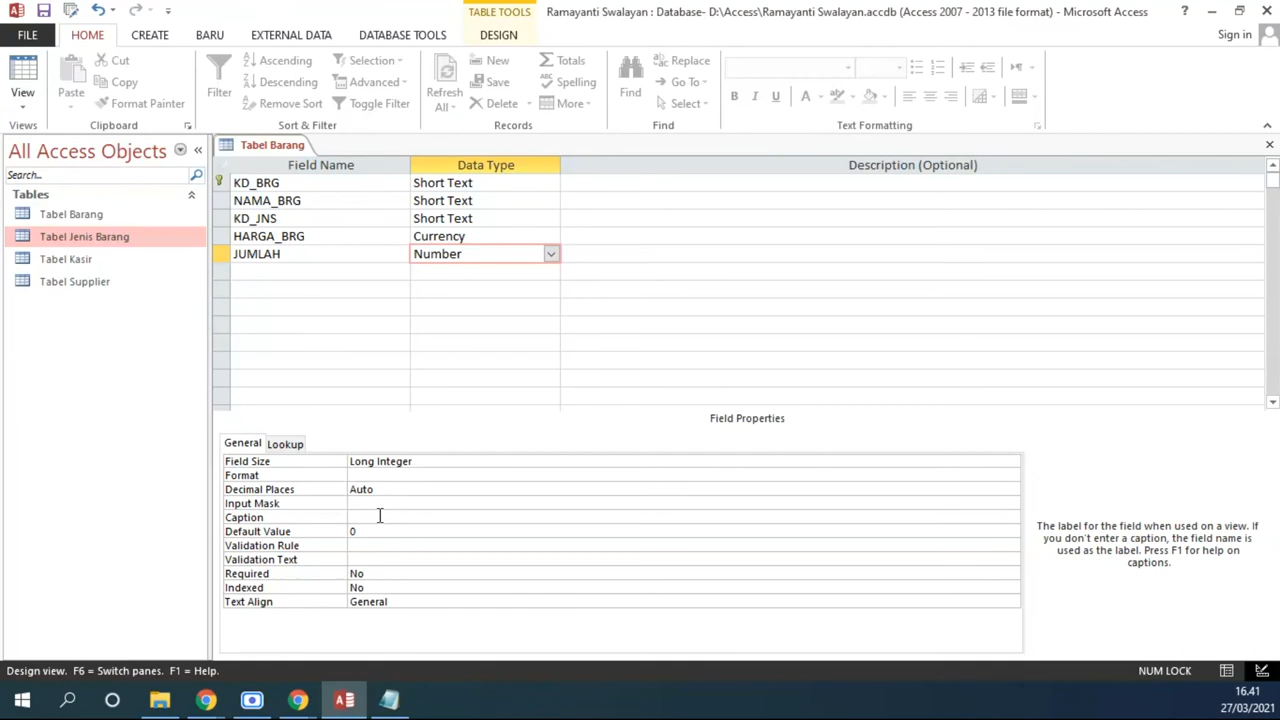 TABLE TOOLS
Ramayanti Swalayan : Database- D:\Access\Ramayanti Swalayan.accdb (Access 2007 - 2013 file format) - Microsoft Access
FILE HOME CREATE BARU EXTERNAL DATA DATABASE TOOLS DESIGN Sign in
View
Views
Paste
Cut
Copy
Format Painter
Clipboard
Filter
Ascending
Descending
Remove Sort
Selection
Advanced
Toggle Filter
Sort & Filter
Refresh
All
New
Save
Delete
Totals
Spelling
More
Records
Find
Replace
Go To
Select
Find
B I U A
Text Formatting
All Access Objects
Search...
Tables
Tabel Barang
Tabel Jenis Barang
Tabel Kasir
Tabel Supplier
Tabel Barang
Field Name Data Type Description (Optional)
KD_BRG Short Text
NAMA_BRG Short Text
KD_JNS Short Text
HARGA_BRG Currency
JUMLAH Number
Field Properties
General Lookup
Field Size Long Integer
Format
Decimal Places Auto
Input Mask
Caption
Default Value 0
Validation Rule
Validation Text
Required No
Indexed No
Text Align General
The label for the field when used on a view. If
you don't enter a caption, the field name is
used as the label. Press F1 for help on
captions.
Design view. F6 = Switch panes. F1 = Help.
NUM LOCK
16.41
27/03/2021